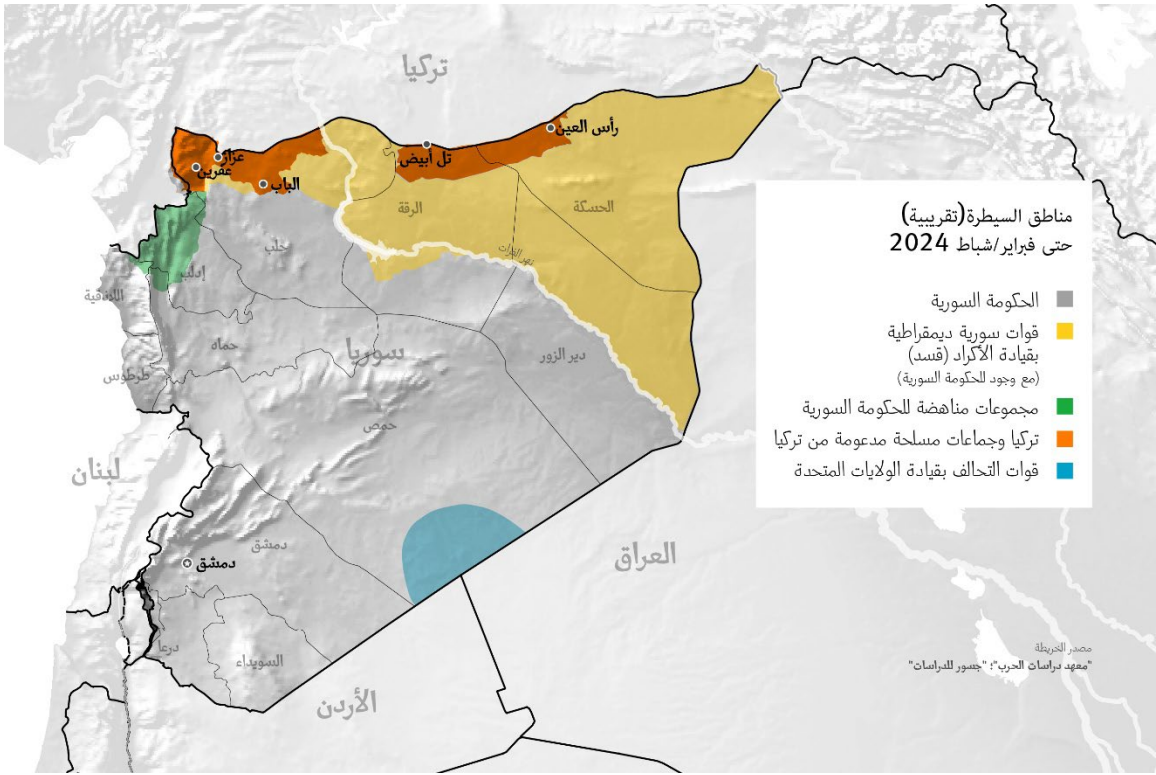 تركيا
رأس العين
عزاز
تل أبيض
عفرين
الباب
الرقة
الحسكة
حلب
نهر الفرات
إدلب
اللاذقية
حماه
سوريا
دير الزور
طرطوس
حمص
لبنان
دمشق
دمشق
العراق
درعا
السويداء
الأردن
مناطق السيطرة(تقريبية)
حتى فبراير/شباط 2024
الحكومة السورية
قوات سورية ديمقراطية
بقيادة الأكراد (قسد)
(مع وجود للحكومة السورية)
مجموعات مناهضة للحكومة السورية
تركيا وجماعات مسلحة مدعومة من تركيا
قوات التحالف بقيادة الولايات المتحدة
مصدر الخريطة
"معهد دراسات الحرب"؛ "جسور للدراسات"